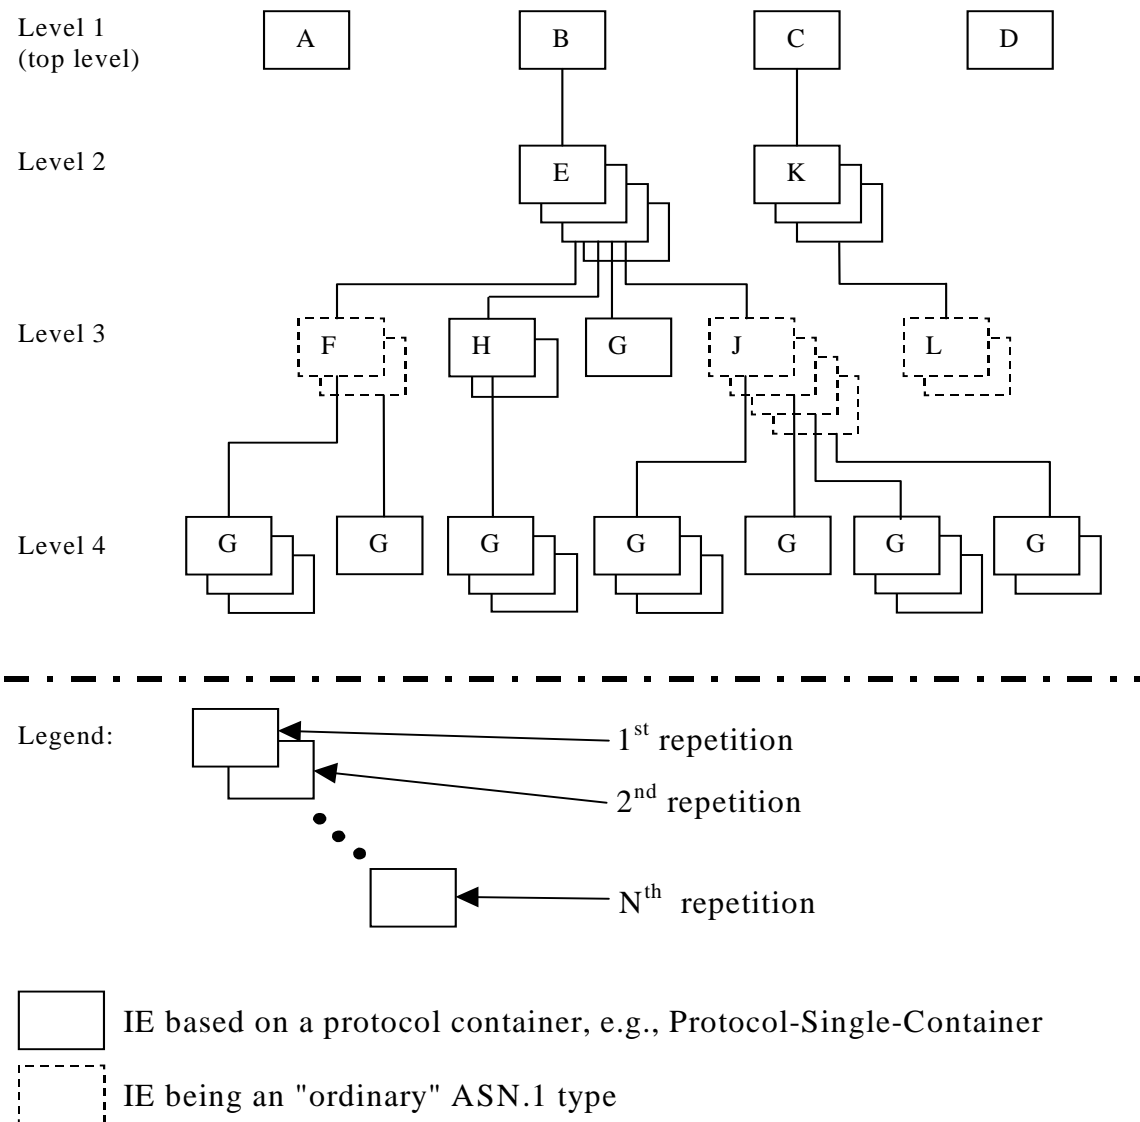 Level 1
(top level)
A
B
C
D
Level 2
E
K
Level 3
F
H
G
J
L
Level 4
G
G
G
G
G
G
G
Legend:
1st repetition
2nd repetition
Nth repetition
IE based on a protocol container, e.g., Protocol-Single-Container
IE being an "ordinary" ASN.1 type